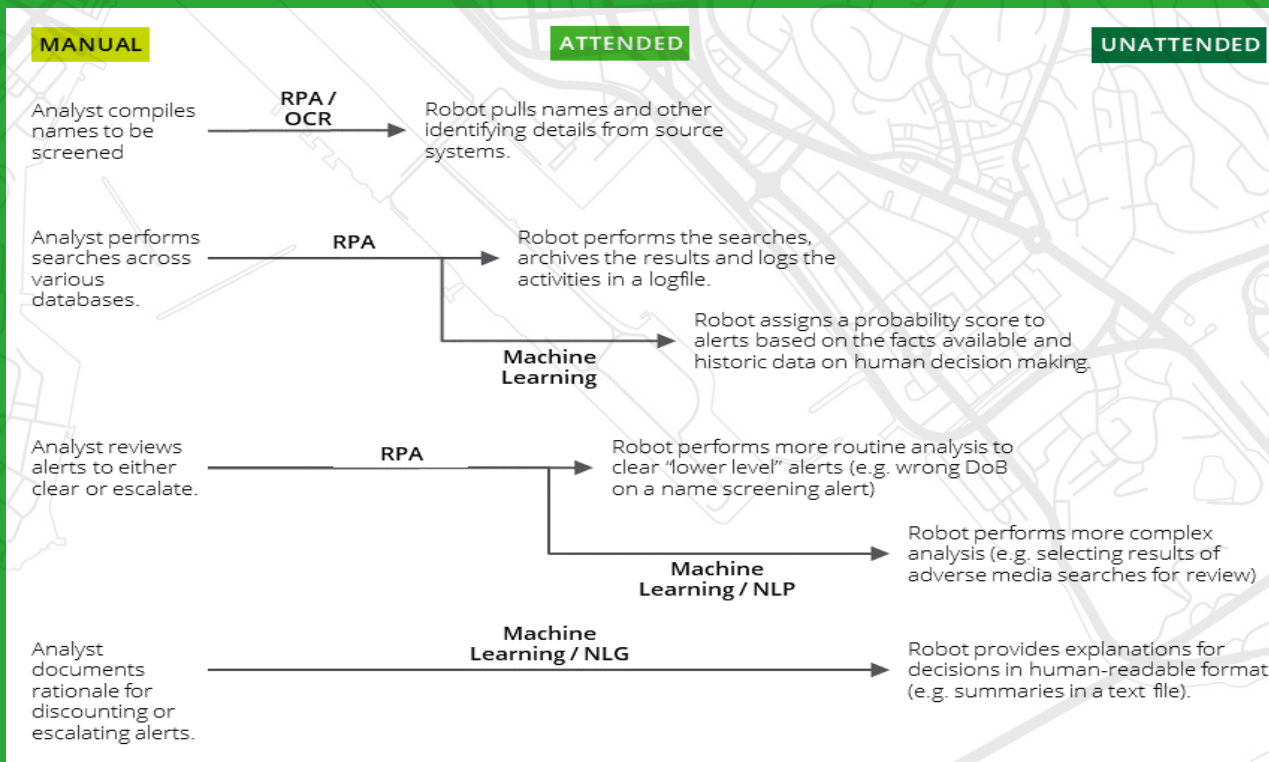 MANUAL
ATTENDED
UNATTENDED
Analyst compiles
names to be
screened
RPA /
OCR
Robot pulls names and other
identifying details from source
systems.
Analyst performs
searches across
various
databases.
RPA
Robot performs the searches,
archives the results and logs the
activities in a logfile.
Machine
Learning
Robot assigns a probability score to
alerts based on the facts available and
historic data on human decision making.
Analyst reviews
alerts to either
clear or escalate.
RPA
Robot performs more routine analysis to
clear “lower level” alerts (e.g. wrong DoB
on a name screening alert)
Machine
Learning / NLP
Robot performs more complex
analysis (e.g. selecting results of
adverse media searches for review)
Analyst
documents
rationale for
discounting or
escalating alerts.
Machine
Learning / NLG
Robot provides explanations for
decisions in human-readable format
(e.g. summaries in a text file).